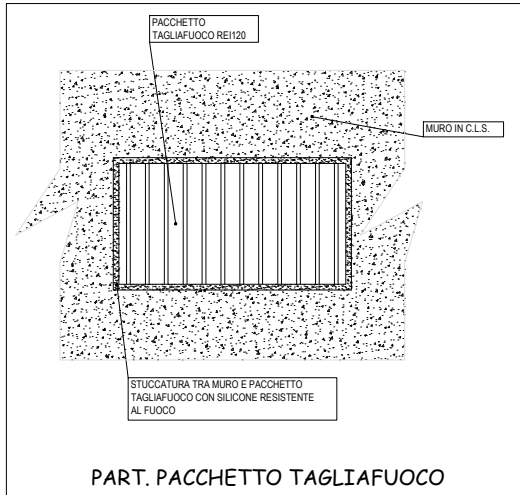 PACCHETTO
TAGLIAFUOCO REI120
MURO IN C.L.S.
STUCCATURA TRA MURO E PACCHETTO
TAGLIAFUOCO CON SILICONE RESISTENTE
AL FUOCO
PART. PACCHETTO TAGLIAFUOCO